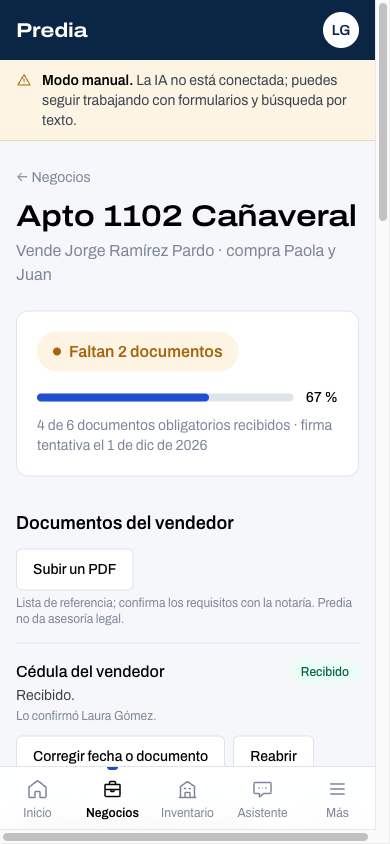 Predia
LG
Modo manual. La IA no está conectada; puedes
seguir trabajando con formularios y búsqueda por
texto.
← Negocios
Apto 1102 Cañaveral
Vende Jorge Ramírez Pardo · compra Paola y
Juan
Faltan 2 documentos
67 %
4 de 6 documentos obligatorios recibidos · firma
tentativa el 1 de dic de 2026
Documentos del vendedor
Subir un PDF
Lista de referencia; confirma los requisitos con la notaría. Predia
no da asesoría legal.
Cédula del vendedor
Recibido
Recibido.
Lo confirmó Laura Gómez.
Corregir fecha o documento
Reabrir
Inicio
Negocios
Inventario
Asistente
Más